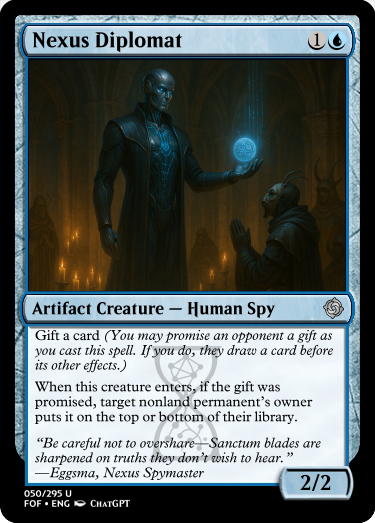 Nexus Diplomat 1
Artifact Creature — Human Spy
Gift a card (You may promise an opponent a gift as
you cast this spell. If you do, they draw a card before
its other effects.)
When this creature enters, if the gift was
promised, target nonland permanent's owner
puts it on the top or bottom of their library.
“Be careful not to overshare—Sanctum blades are
sharpened on truths they don't wish to hear.”
—Eggsma, Nexus Spymaster
2/2
050/295 U
FOF • ENG ChatGPT